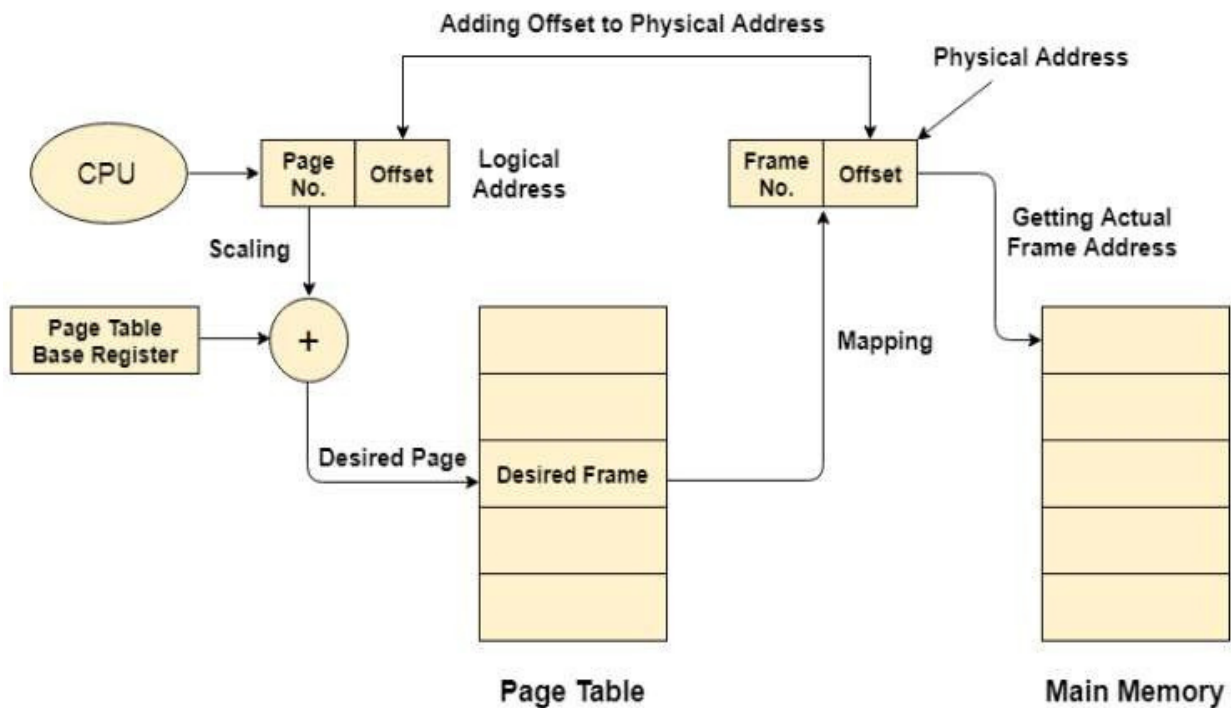 Adding Offset to Physical Address
Physical Address
CPU
Page
No.
Offset
Logical
Address
Frame
No.
Offset
Getting Actual
Frame Address
Scaling
Page Table
Base Register
+
Mapping
Desired Page
Desired Frame
Page Table
Main Memory